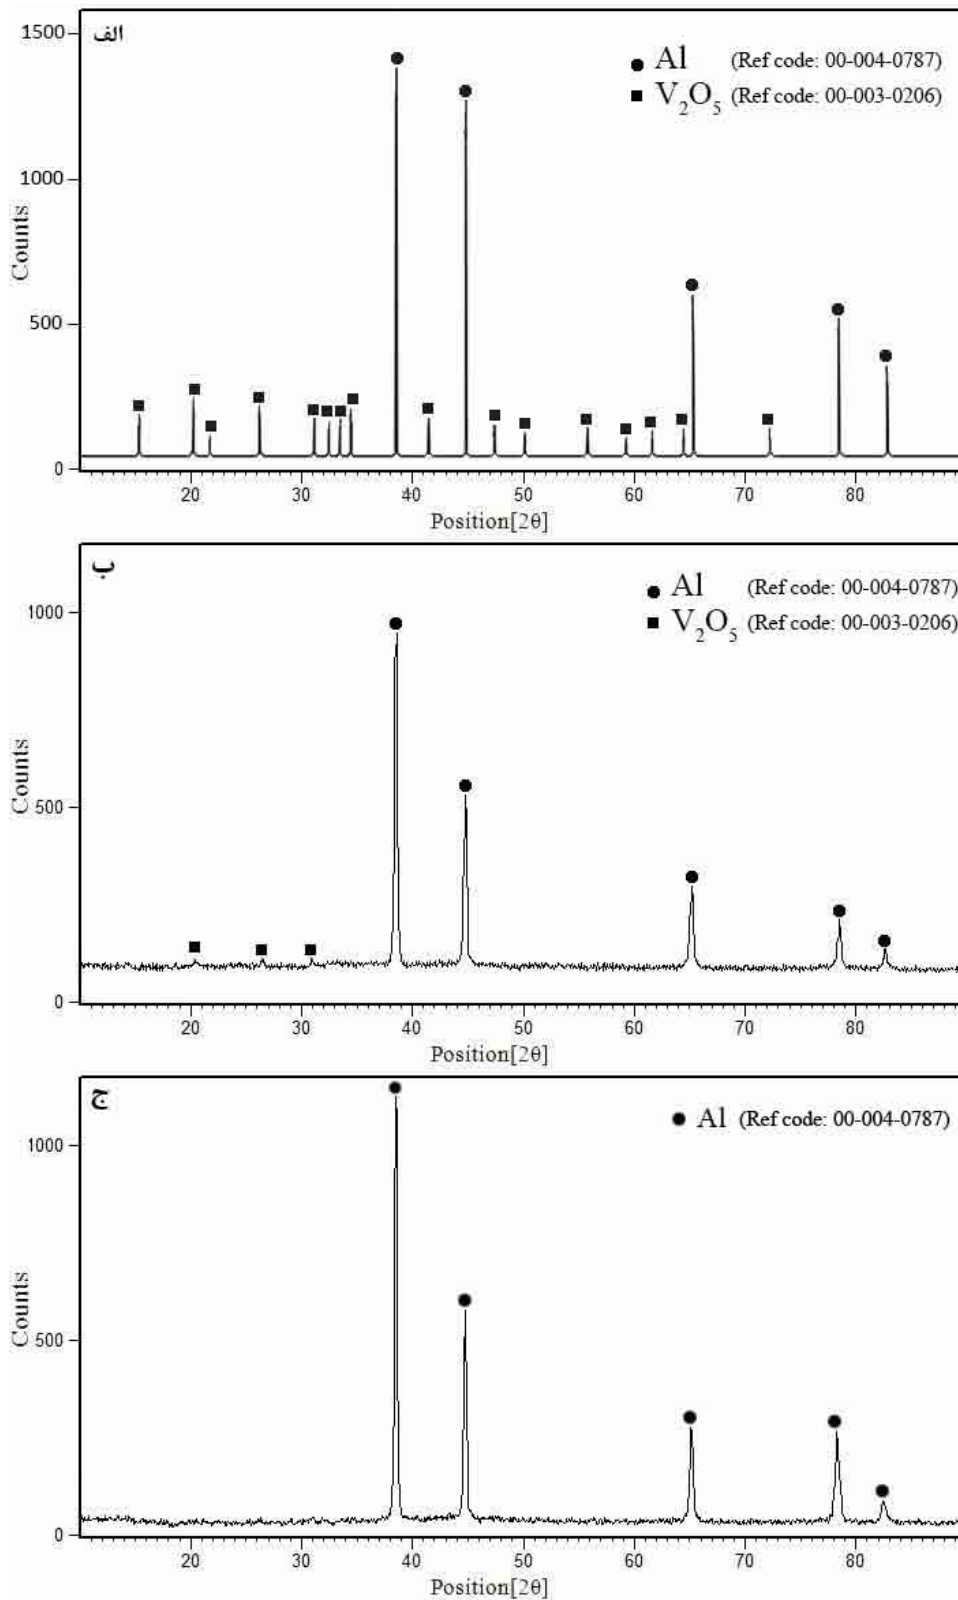 الف
● Al (Ref code: 00-004-0787)
■ V₂O₅ (Ref code: 00-003-0206)
1500
1000
500
0
Counts
20 30 40 50 60 70 80
Position[2θ]
ب
● Al (Ref code: 00-004-0787)
■ V₂O₅ (Ref code: 00-003-0206)
1000
500
0
Counts
20 30 40 50 60 70 80
Position[2θ]
ج
● Al (Ref code: 00-004-0787)
1000
500
0
Counts
20 30 40 50 60 70 80
Position[2θ]